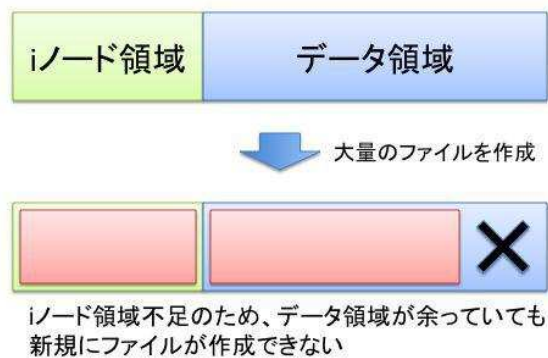 iノード領域
データ領域
大量のファイルを作成
iノード領域不足のため、データ領域が余っていても
新規にファイルが作成できない